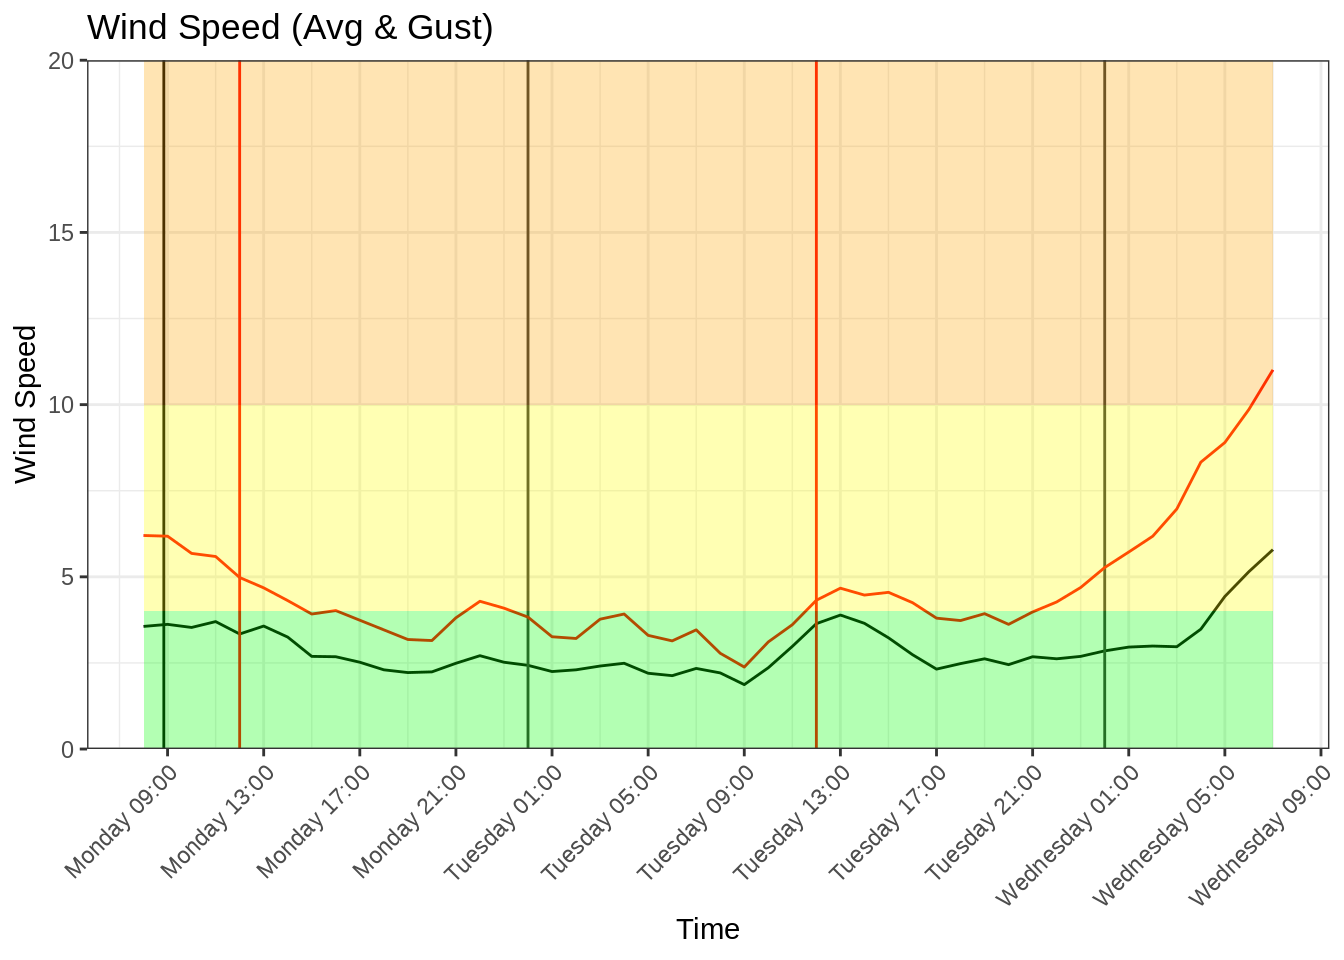 Wind Speed (Avg & Gust)
20
15
10
5
0
Wind Speed
Monday 09:00
Monday 13:00
Monday 17:00
Monday 21:00
Tuesday 01:00
Tuesday 05:00
Tuesday 09:00
Tuesday 13:00
Tuesday 17:00
Tuesday 21:00
Wednesday 01:00
Wednesday 05:00
Wednesday 09:00
Time